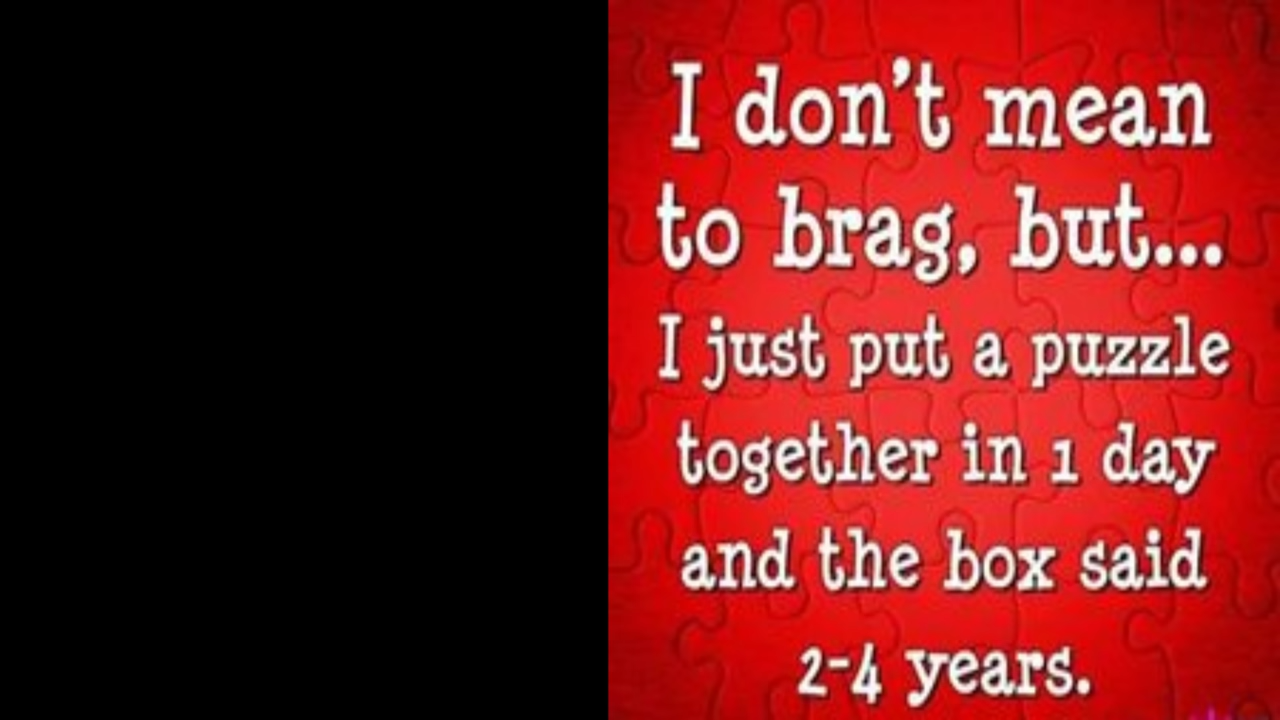 I don't mean
to brag, but...
I just put a puzzle
together in 1 day
and the box said
2-4 years.